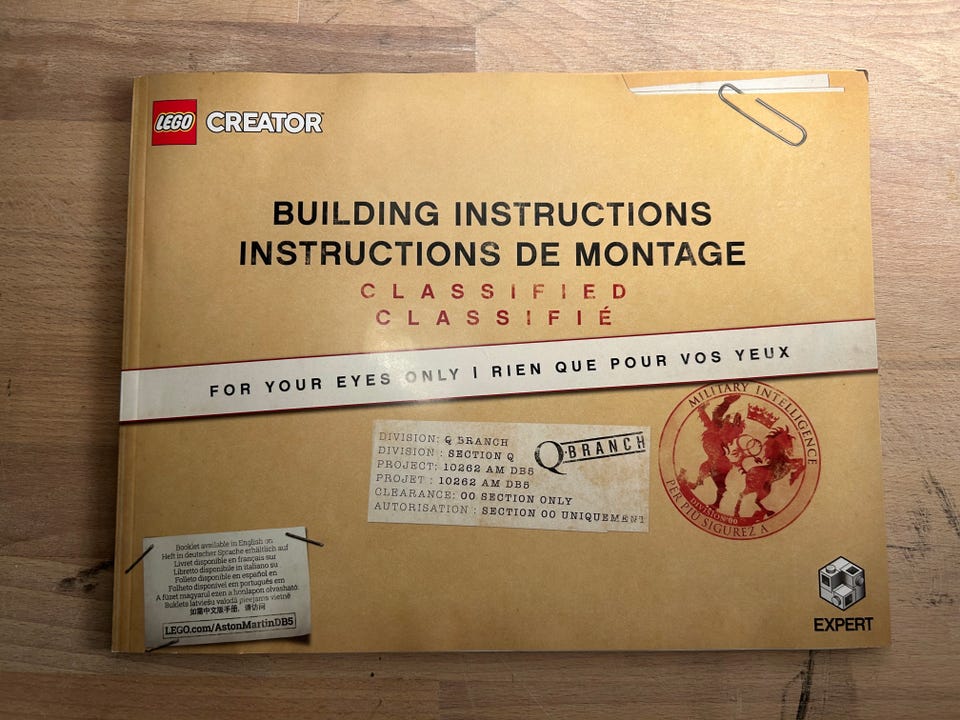 LEGO CREATOR
BUILDING INSTRUCTIONS
INSTRUCTIONS DE MONTAGE
CLASSIFIED
CLASSIFIÉ
FOR YOUR EYES ONLY | RIEN QUE POUR VOS YEUX
DIVISION: Q BRANCH
DIVISION : SECTION Q
PROJECT: 10262 AM DB5
PROJET : 10262 AM DB5
CLEARANCE: 00 SECTION ONLY
AUTORISATION : SECTION 00 UNIQUEMENT
Q-BRANCH
MILITARY INTELLIGENCE
DIVISION 00
PER PIU SIGUREZ A
Booklet available in English on
Heft in deutscher Sprache erhältlich auf
Livret disponible en français sur
Libretto disponibile in italiano su
Folleto disponible en español en
Folheto disponível em português em
A füzet magyarul ezen a honlapon olvasható:
Buklets latviešu valodā pieejams vietnē
如需中文版手册，请访问
LEGO.com/AstonMartinDB5
EXPERT